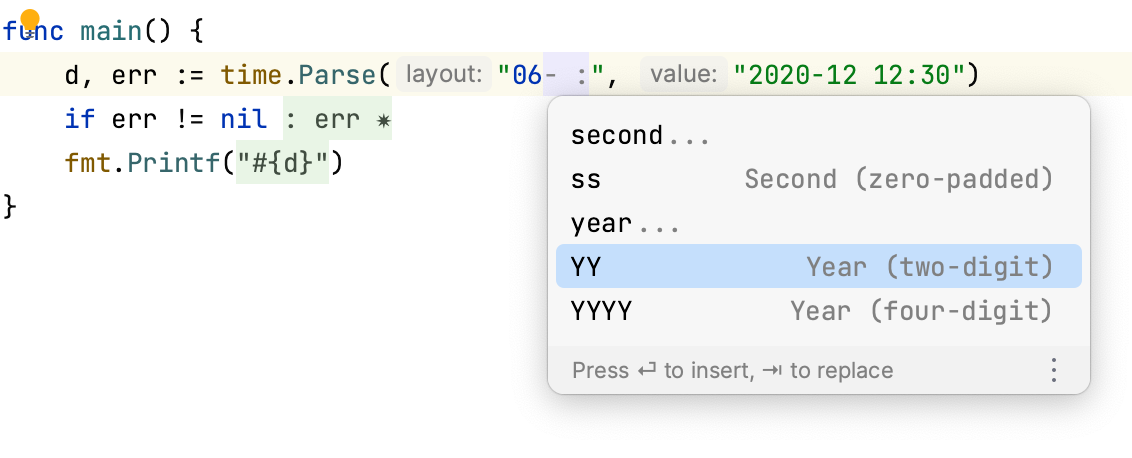 func main() {
d, err := time.Parse( layout: "06- :", value: "2020-12 12:30")
if err != nil : err ✷
fmt.Printf("#{d}")
}
second...
ss Second (zero-padded)
year...
YY Year (two-digit)
YYYY Year (four-digit)
Press ↵ to insert, ⇥ to replace